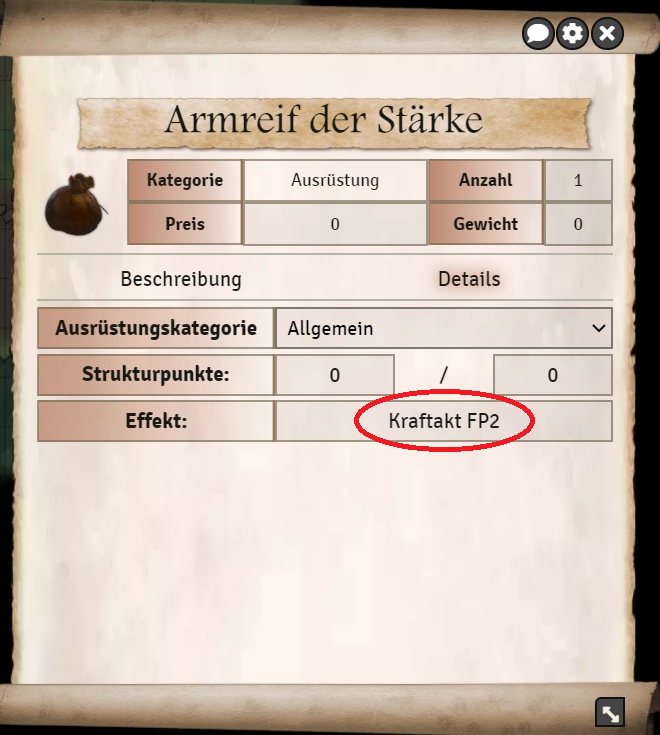 Armreif der Stärke
Kategorie Ausrüstung Anzahl 1
Preis 0 Gewicht 0
Beschreibung Details
Ausrüstungskategorie Allgemein
Strukturpunkte: 0 / 0
Effekt: Kraftakt FP2